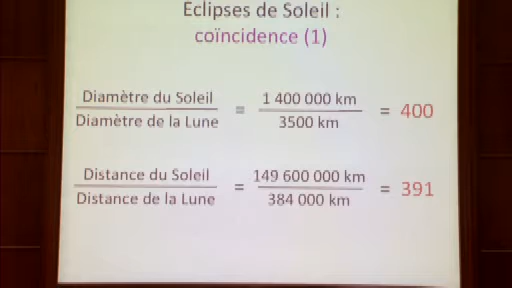 Eclipses de Soleil :
coïncidence (1)
Diamètre du Soleil / Diamètre de la Lune = 1 400 000 km / 3500 km = 400
Distance du Soleil / Distance de la Lune = 149 600 000 km / 384 000 km = 391